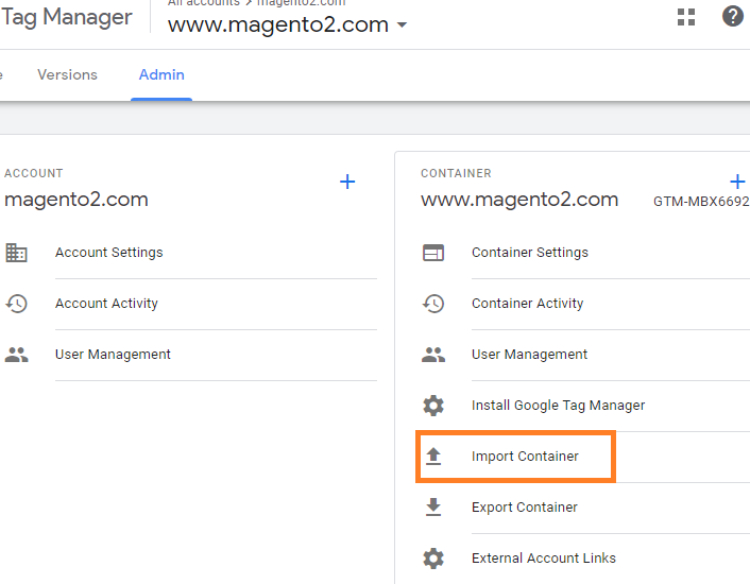 Tag Manager
All accounts > magento2.com
www.magento2.com
Versions
Admin
ACCOUNT
magento2.com
Account Settings
Account Activity
User Management
CONTAINER
www.magento2.com
GTM-MBX6692
Container Settings
Container Activity
User Management
Install Google Tag Manager
Import Container
Export Container
External Account Links